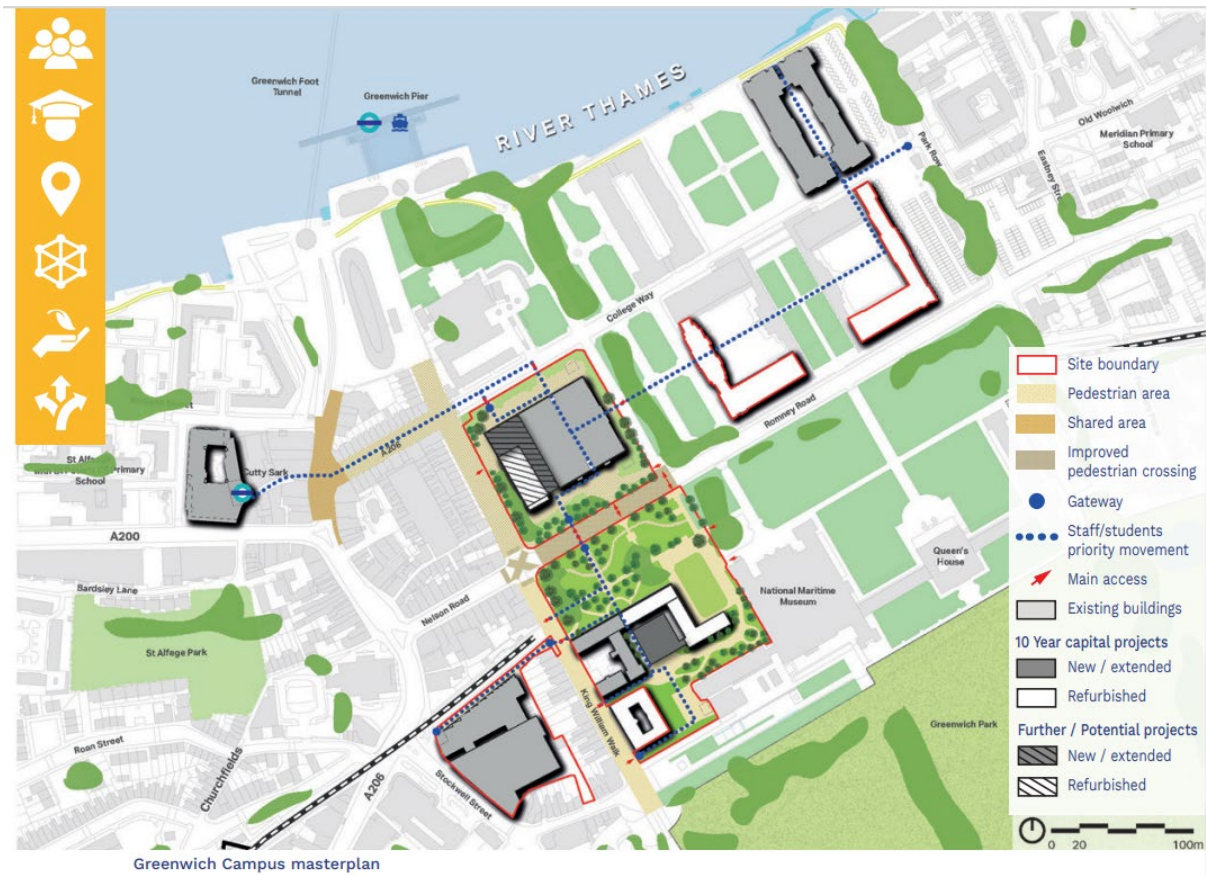 Greenwich Foot
Tunnel
Greenwich Pier
RIVER THAMES
Old Woolwich
Meridian Primary
School
Park Row
College Way
Romney Road
A206
St Alfe
Primary
School
Cutty Sark
A200
Bardsley Lane
Nelson Road
Queen's
House
National Maritime
Museum
St Alfege Park
King William Walk
Greenwich Park
Roan Street
Churchfields
A206
Stockwell Street
Site boundary
Pedestrian area
Shared area
Improved
pedestrian crossing
Gateway
Staff/students
priority movement
Main access
Existing buildings
10 Year capital projects
New / extended
Refurbished
Further / Potential projects
New / extended
Refurbished
0 20 100m
Greenwich Campus masterplan